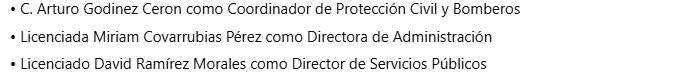 • C. Arturo Godinez Ceron como Coordinador de Protección Civil y Bomberos
• Licenciada Miriam Covarrubias Pérez como Directora de Administración
• Licenciado David Ramírez Morales como Director de Servicios Públicos